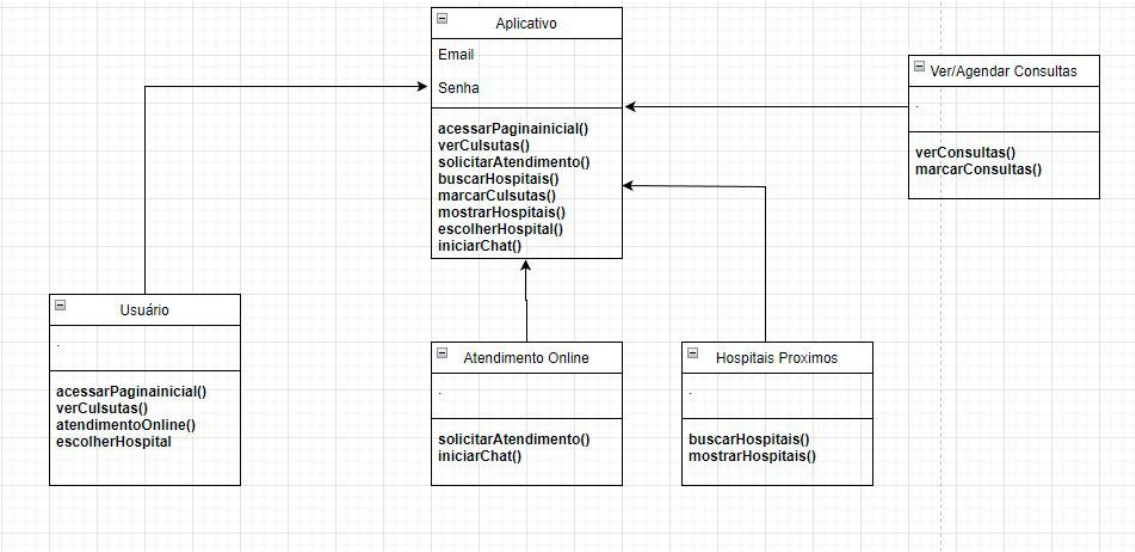 Aplicativo
Email
Senha
acessarPaginainicial()
verCulsutas()
solicitarAtendimento()
buscarHospitais()
marcarCulsutas()
mostrarHospitais()
escolherHospital()
iniciarChat()
Ver/Agendar Consultas
.
verConsultas()
marcarConsultas()
Usuário
.
acessarPaginainicial()
verCulsutas()
atendimentoOnline()
escolherHospital
Atendimento Online
.
solicitarAtendimento()
iniciarChat()
Hospitais Proximos
.
buscarHospitais()
mostrarHospitais()